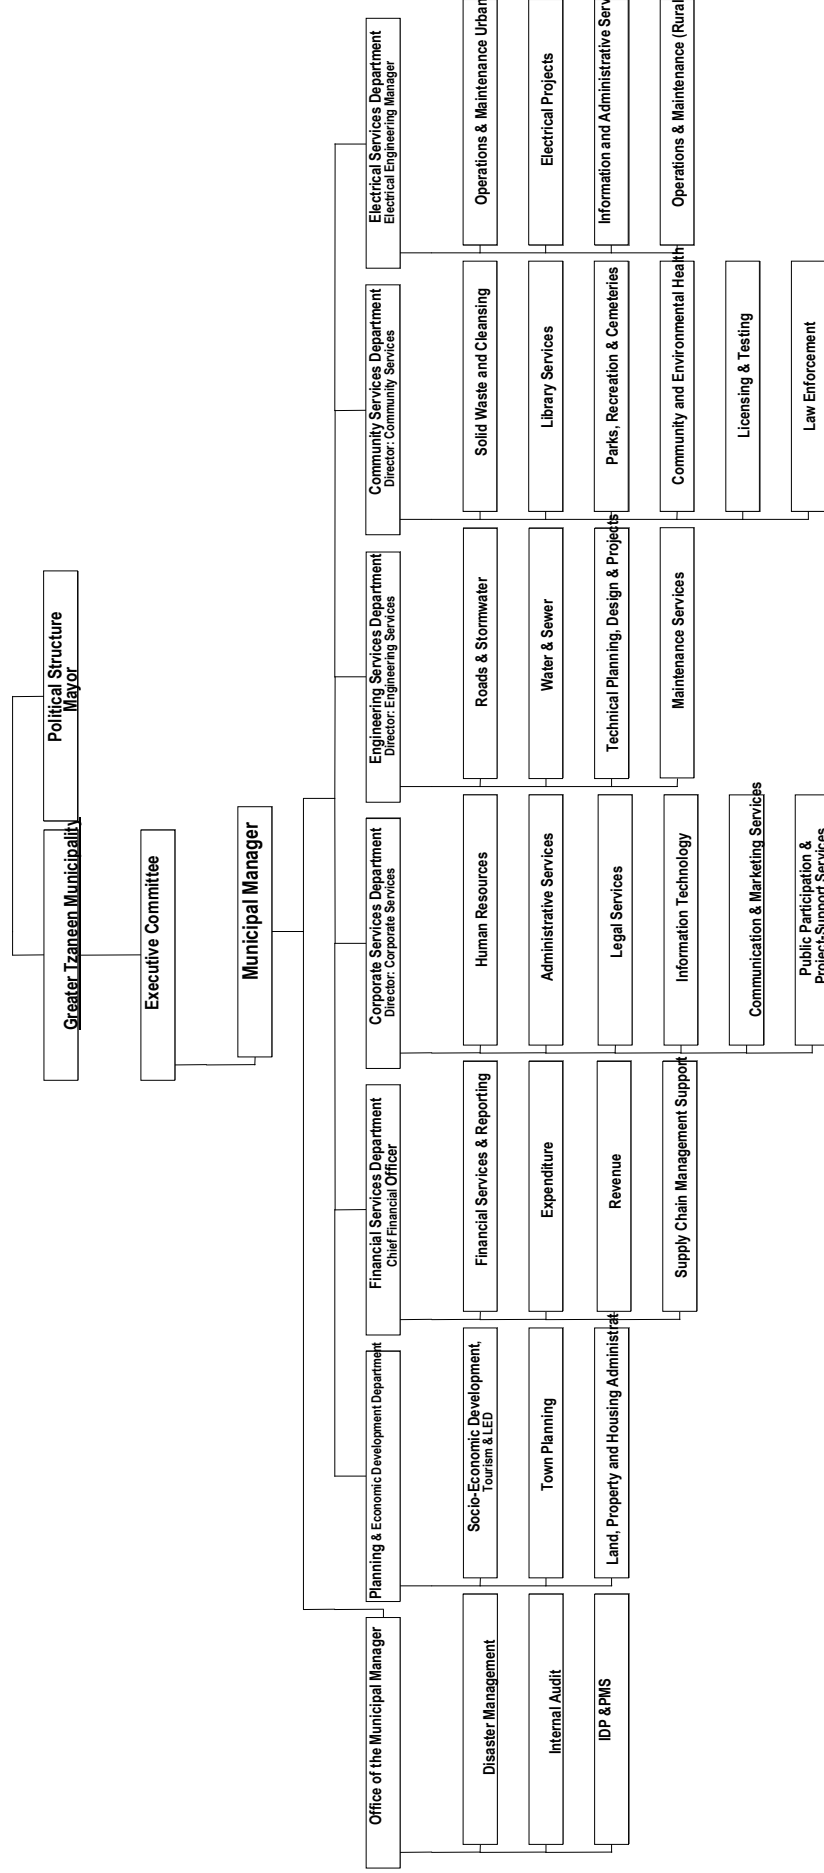 Political Structure
Mayor
Greater Tzaneen Municipality
Executive Committee
Municipal Manager
Office of the Municipal Manager
Disaster Management
Internal Audit
IDP &PMS
Planning & Economic Development Department
Socio-Economic Development,
Tourism & LED
Town Planning
Land, Property and Housing Administrat
Financial Services Department
Chief Financial Officer
Financial Services & Reporting
Expenditure
Revenue
Supply Chain Management Support
Corporate Services Department
Director: Corporate Services
Human Resources
Administrative Services
Legal Services
Information Technology
Communication & Marketing Services
Public Participation &
Project-Support Services
Engineering Services Department
Director: Engineering Services
Roads & Stormwater
Water & Sewer
Technical Planning, Design & Projects
Maintenance Services
Community Services Department
Director: Community Services
Solid Waste and Cleansing
Library Services
Parks, Recreation & Cemeteries
Community and Environmental Health
Licensing & Testing
Law Enforcement
Electrical Services Department
Electrical Engineering Manager
Operations & Maintenance Urban
Electrical Projects
Information and Administrative Serv
Operations & Maintenance (Rural